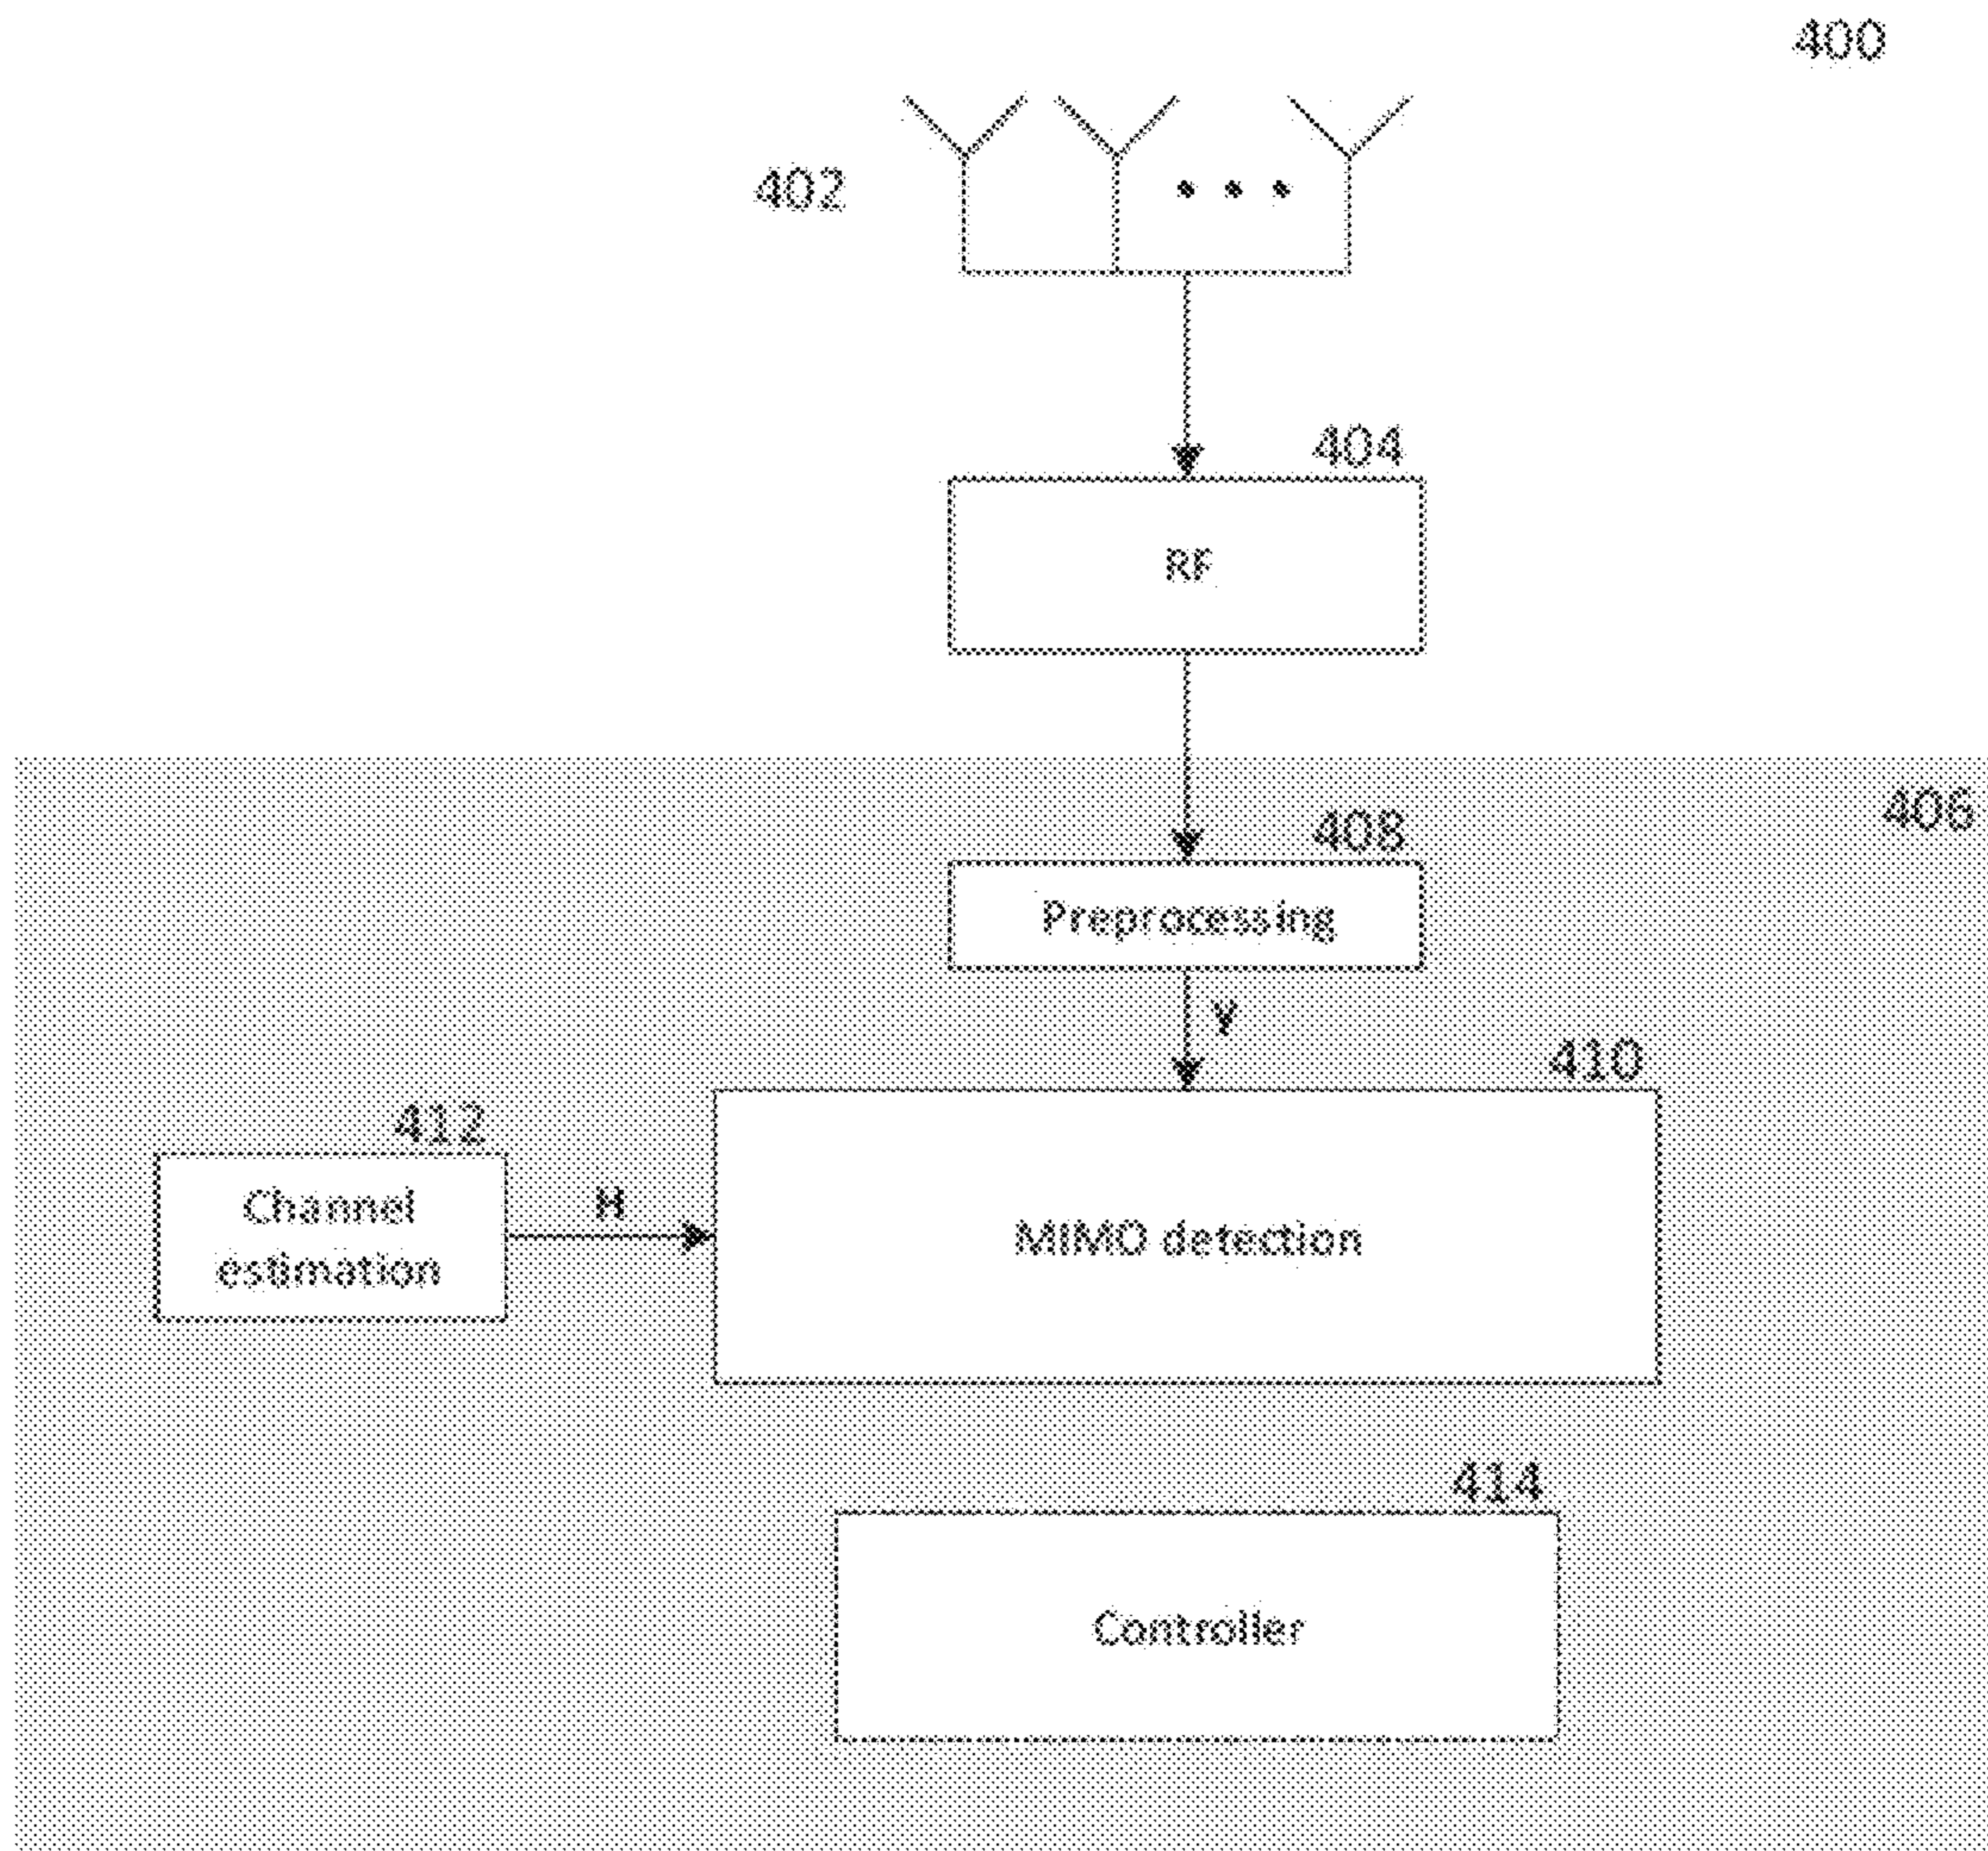 400
402
404
RF
406
408
Preprocessing
Y
410
412
Channel
estimation
H
MIMO detection
414
Controller